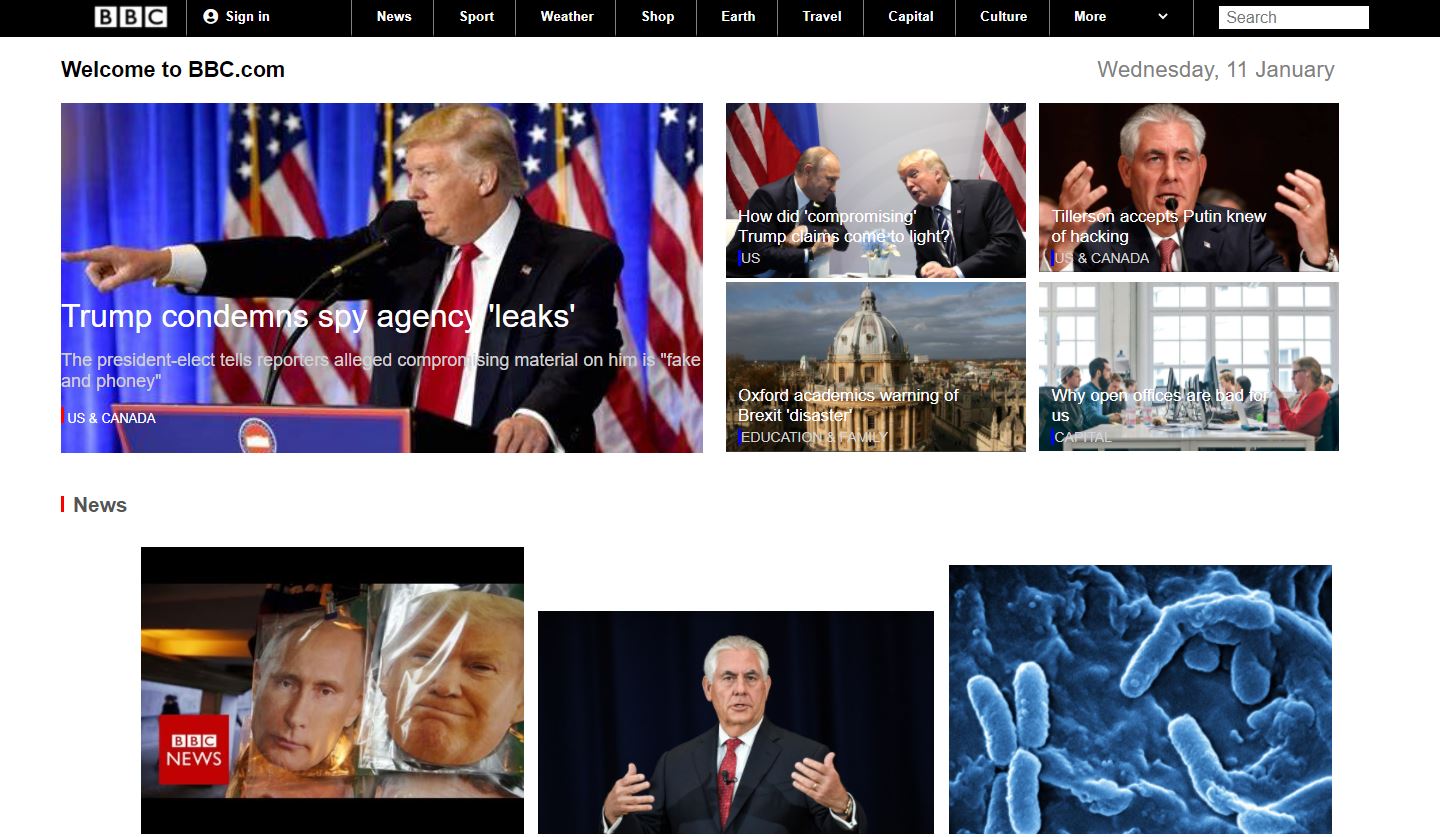 BBC
Sign in
News
Sport
Weather
Shop
Earth
Travel
Capital
Culture
More
Search
Welcome to BBC.com
Wednesday, 11 January
Trump condemns spy agency 'leaks'
The president-elect tells reporters alleged compromising material on him is "fake
and phoney"
US & CANADA
How did 'compromising'
Trump claims come to light?
US
Tillerson accepts Putin knew
of hacking
US & CANADA
Oxford academics warning of
Brexit 'disaster'
EDUCATION & FAMILY
Why open offices are bad for
us
CAPITAL
News
BBC
NEWS